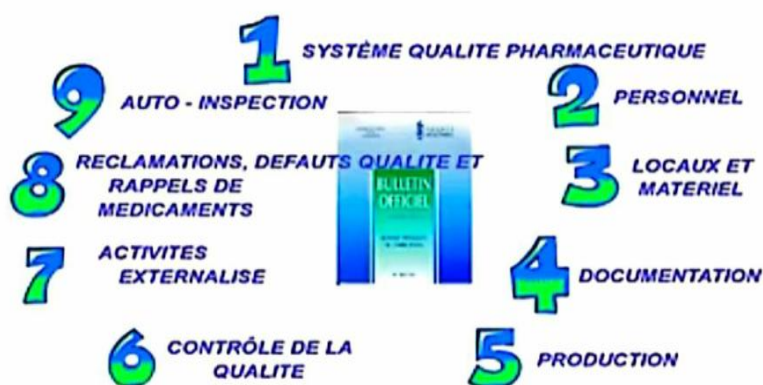 1 SYSTÈME QUALITE PHARMACEUTIQUE
2 PERSONNEL
3 LOCAUX ET
MATERIEL
4 DOCUMENTATION
5 PRODUCTION
6 CONTRÔLE DE LA
QUALITE
7 ACTIVITES
EXTERNALISE
8 RECLAMATIONS, DEFAUTS QUALITE ET
RAPPELS DE
MEDICAMENTS
9 AUTO - INSPECTION
BULLETIN
OFFICIEL